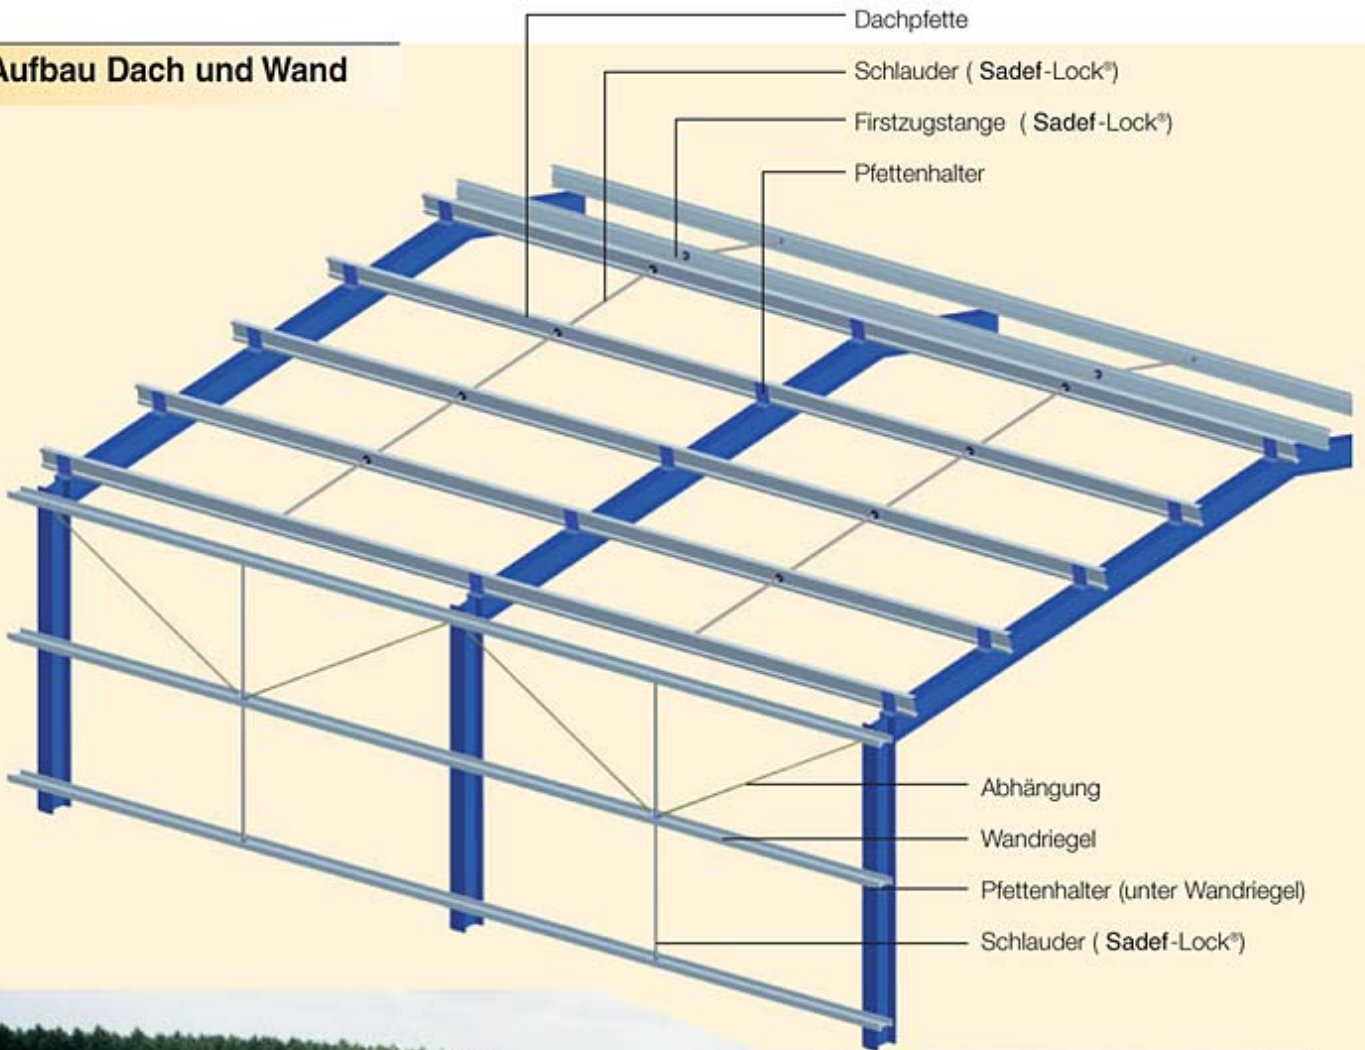 Aufbau Dach und Wand
Dachpfette
Schlauder ( Sadef-Lock®)
Firstzugstange ( Sadef-Lock®)
Pfettenhalter
Abhängung
Wandriegel
Pfettenhalter (unter Wandriegel)
Schlauder ( Sadef-Lock®)